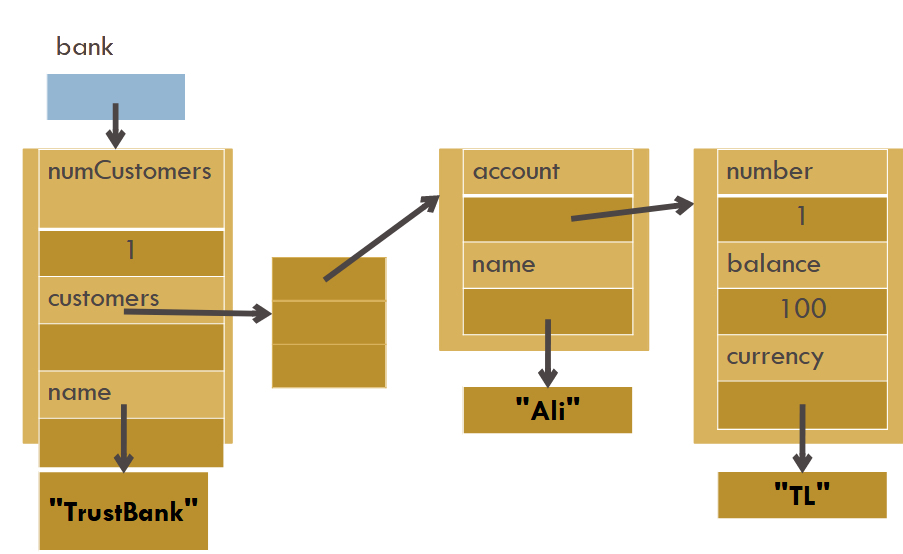 bank
numCustomers
1
customers
name
"TrustBank"
account
name
"Ali"
number
1
balance
100
currency
"TL"